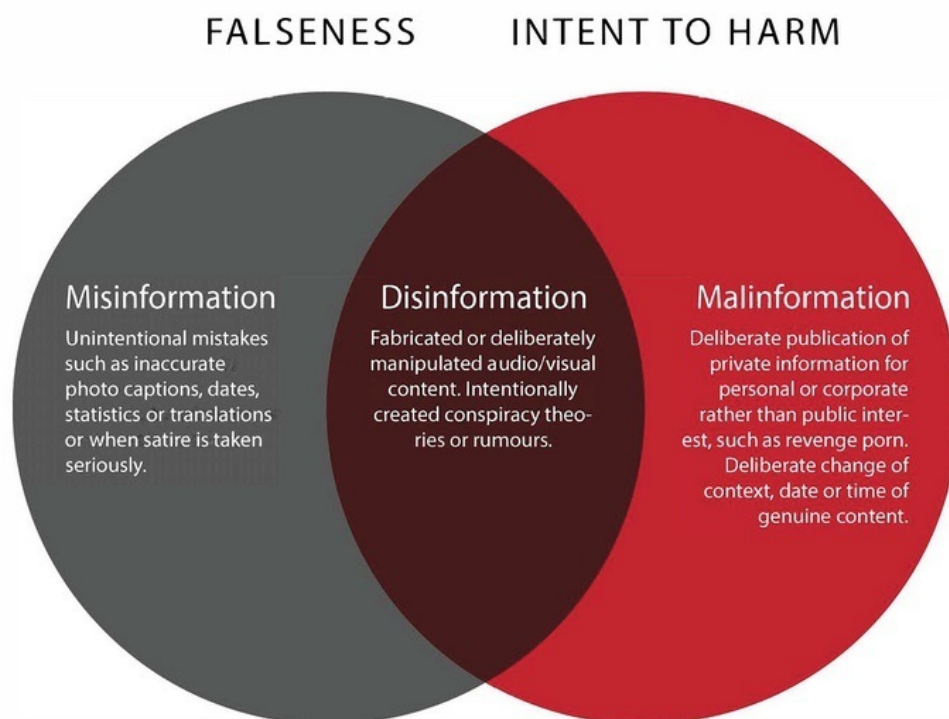 FALSENESS
INTENT TO HARM
Misinformation
Unintentional mistakes
such as inaccurate
photo captions, dates,
statistics or translations
or when satire is taken
seriously.
Disinformation
Fabricated or deliberately
manipulated audio/visual
content. Intentionally
created conspiracy theo-
ries or rumours.
Malinformation
Deliberate publication of
private information for
personal or corporate
rather than public inter-
est, such as revenge porn.
Deliberate change of
context, date or time of
genuine content.